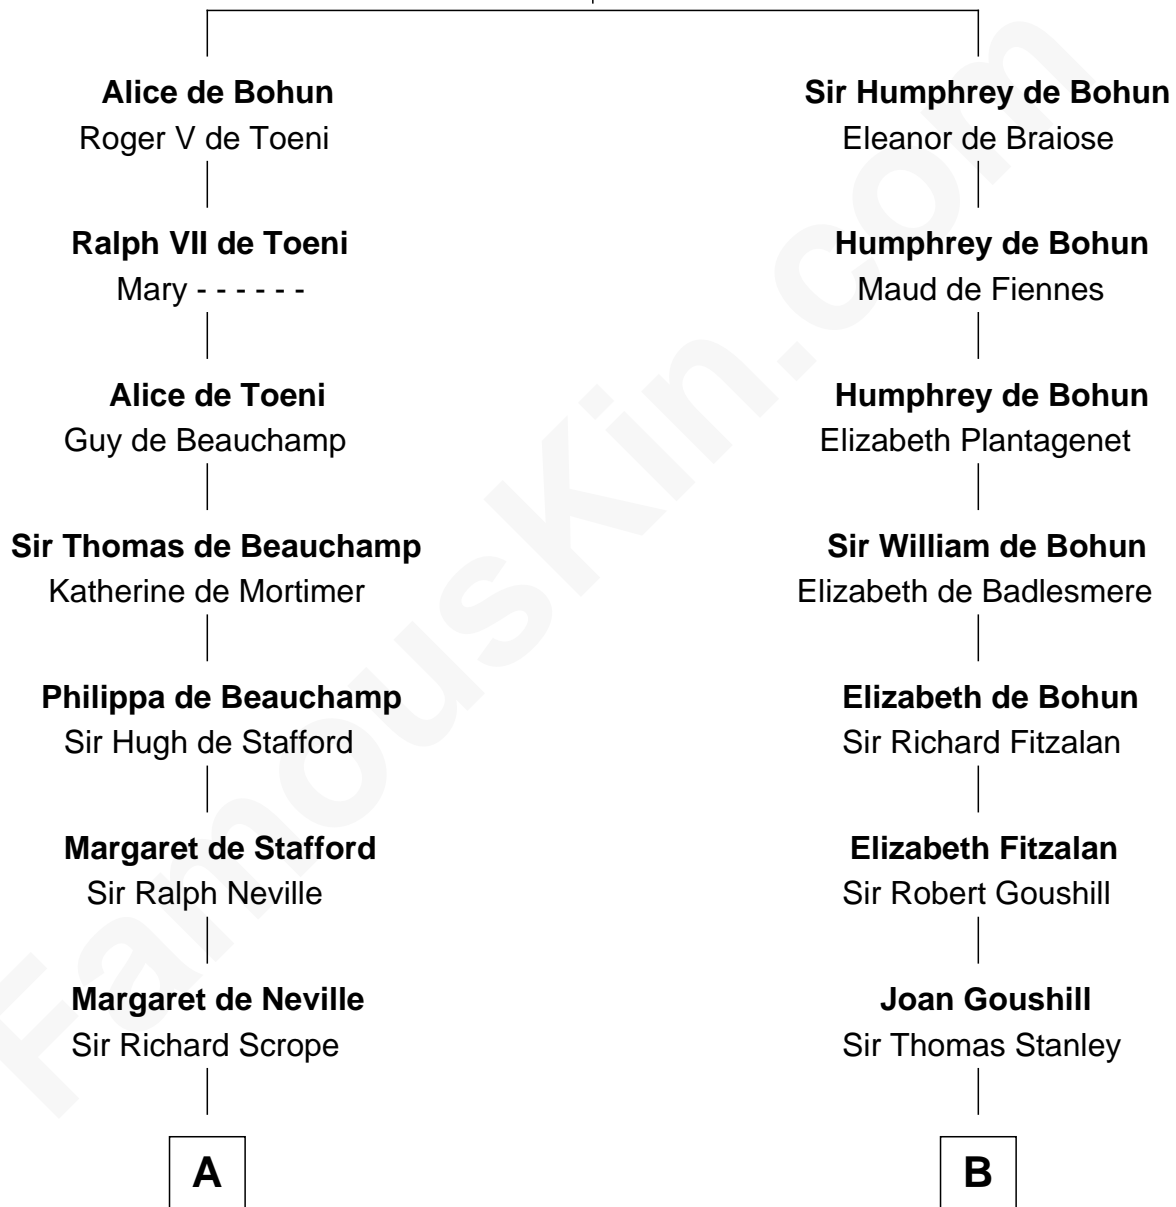 Alice de Bohun
Roger V de Toeni
Ralph VII de Toeni
Mary - - - - - -
Alice de Toeni
Guy de Beauchamp
Sir Thomas de Beauchamp
Katherine de Mortimer
Philippa de Beauchamp
Sir Hugh de Stafford
Margaret de Stafford
Sir Ralph Neville
Margaret de Neville
Sir Richard Scrope
A
Sir Humphrey de Bohun
Eleanor de Braiose
Humphrey de Bohun
Maud de Fiennes
Humphrey de Bohun
Elizabeth Plantagenet
Sir William de Bohun
Elizabeth de Badlesmere
Elizabeth de Bohun
Sir Richard Fitzalan
Elizabeth Fitzalan
Sir Robert Goushill
Joan Goushill
Sir Thomas Stanley
B
FamousKin.com